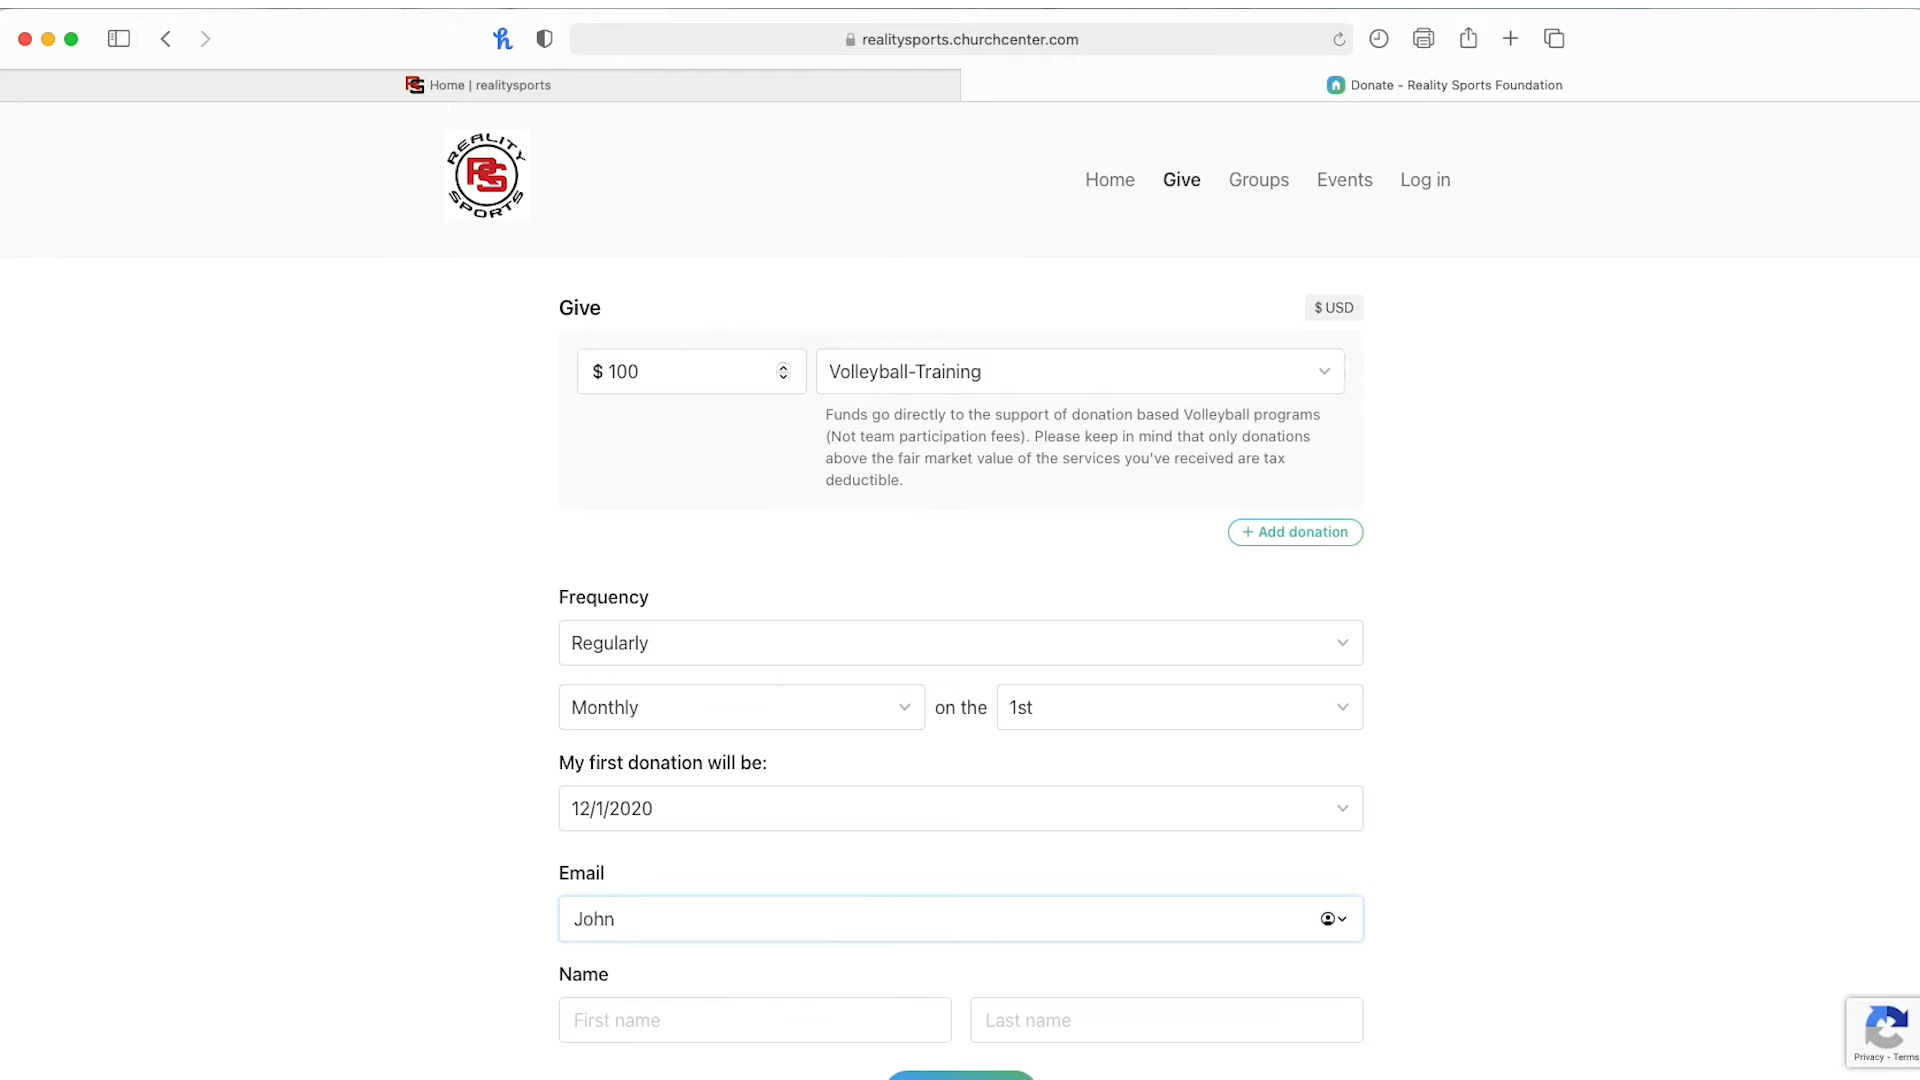 realitysports.churchcenter.com
Home | realitysports
Donate - Reality Sports Foundation
REALITY
RS
SPORTS
Home Give Groups Events Log in
Give
$ USD
$ 100
Volleyball-Training
Funds go directly to the support of donation based Volleyball programs
(Not team participation fees). Please keep in mind that only donations
above the fair market value of the services you've received are tax
deductible.
+ Add donation
Frequency
Regularly
Monthly on the 1st
My first donation will be:
12/1/2020
Email
John
Name
First name
Last name
Privacy - Terms